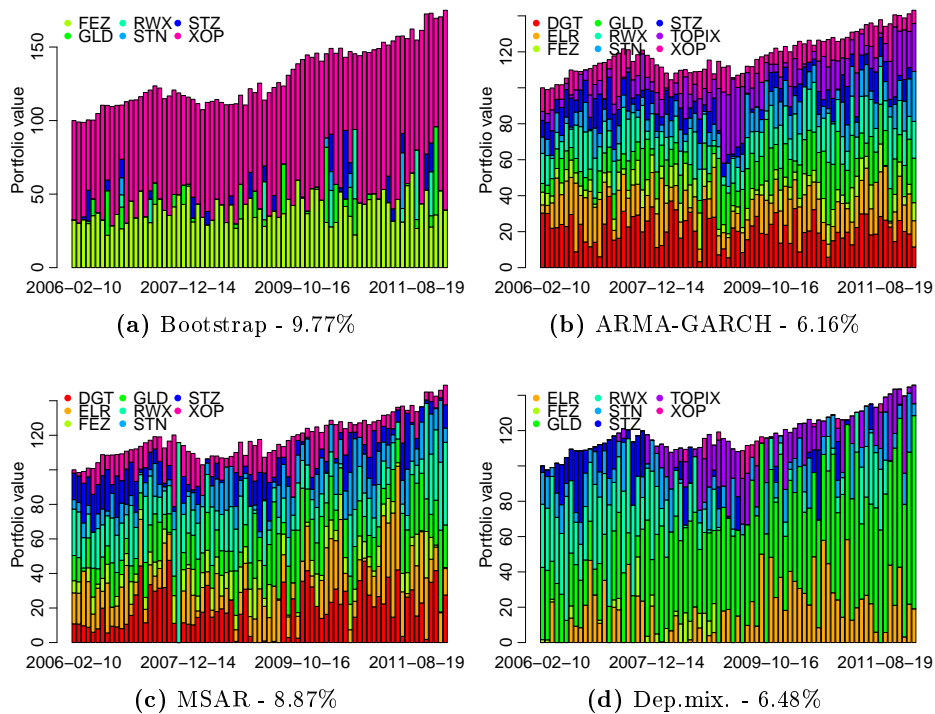 FEZ RWX STZ
GLD STN XOP
Portfolio value
0 50 100 150
2006−02−10 2007−12−14 2009−10−16 2011−08−19
(a) Bootstrap - 9.77%
DGT GLD STZ
ELR RWX TOPIX
FEZ STN XOP
Portfolio value
0 20 40 60 80 120
2006−02−10 2007−12−14 2009−10−16 2011−08−19
(b) ARMA-GARCH - 6.16%
DGT GLD STZ
ELR RWX XOP
FEZ STN
Portfolio value
0 20 40 60 80 120
2006−02−10 2007−12−14 2009−10−16 2011−08−19
(c) MSAR - 8.87%
ELR RWX TOPIX
FEZ STN XOP
GLD STZ
Portfolio value
0 20 40 60 80 120
2006−02−10 2007−12−14 2009−10−16 2011−08−19
(d) Dep.mix. - 6.48%